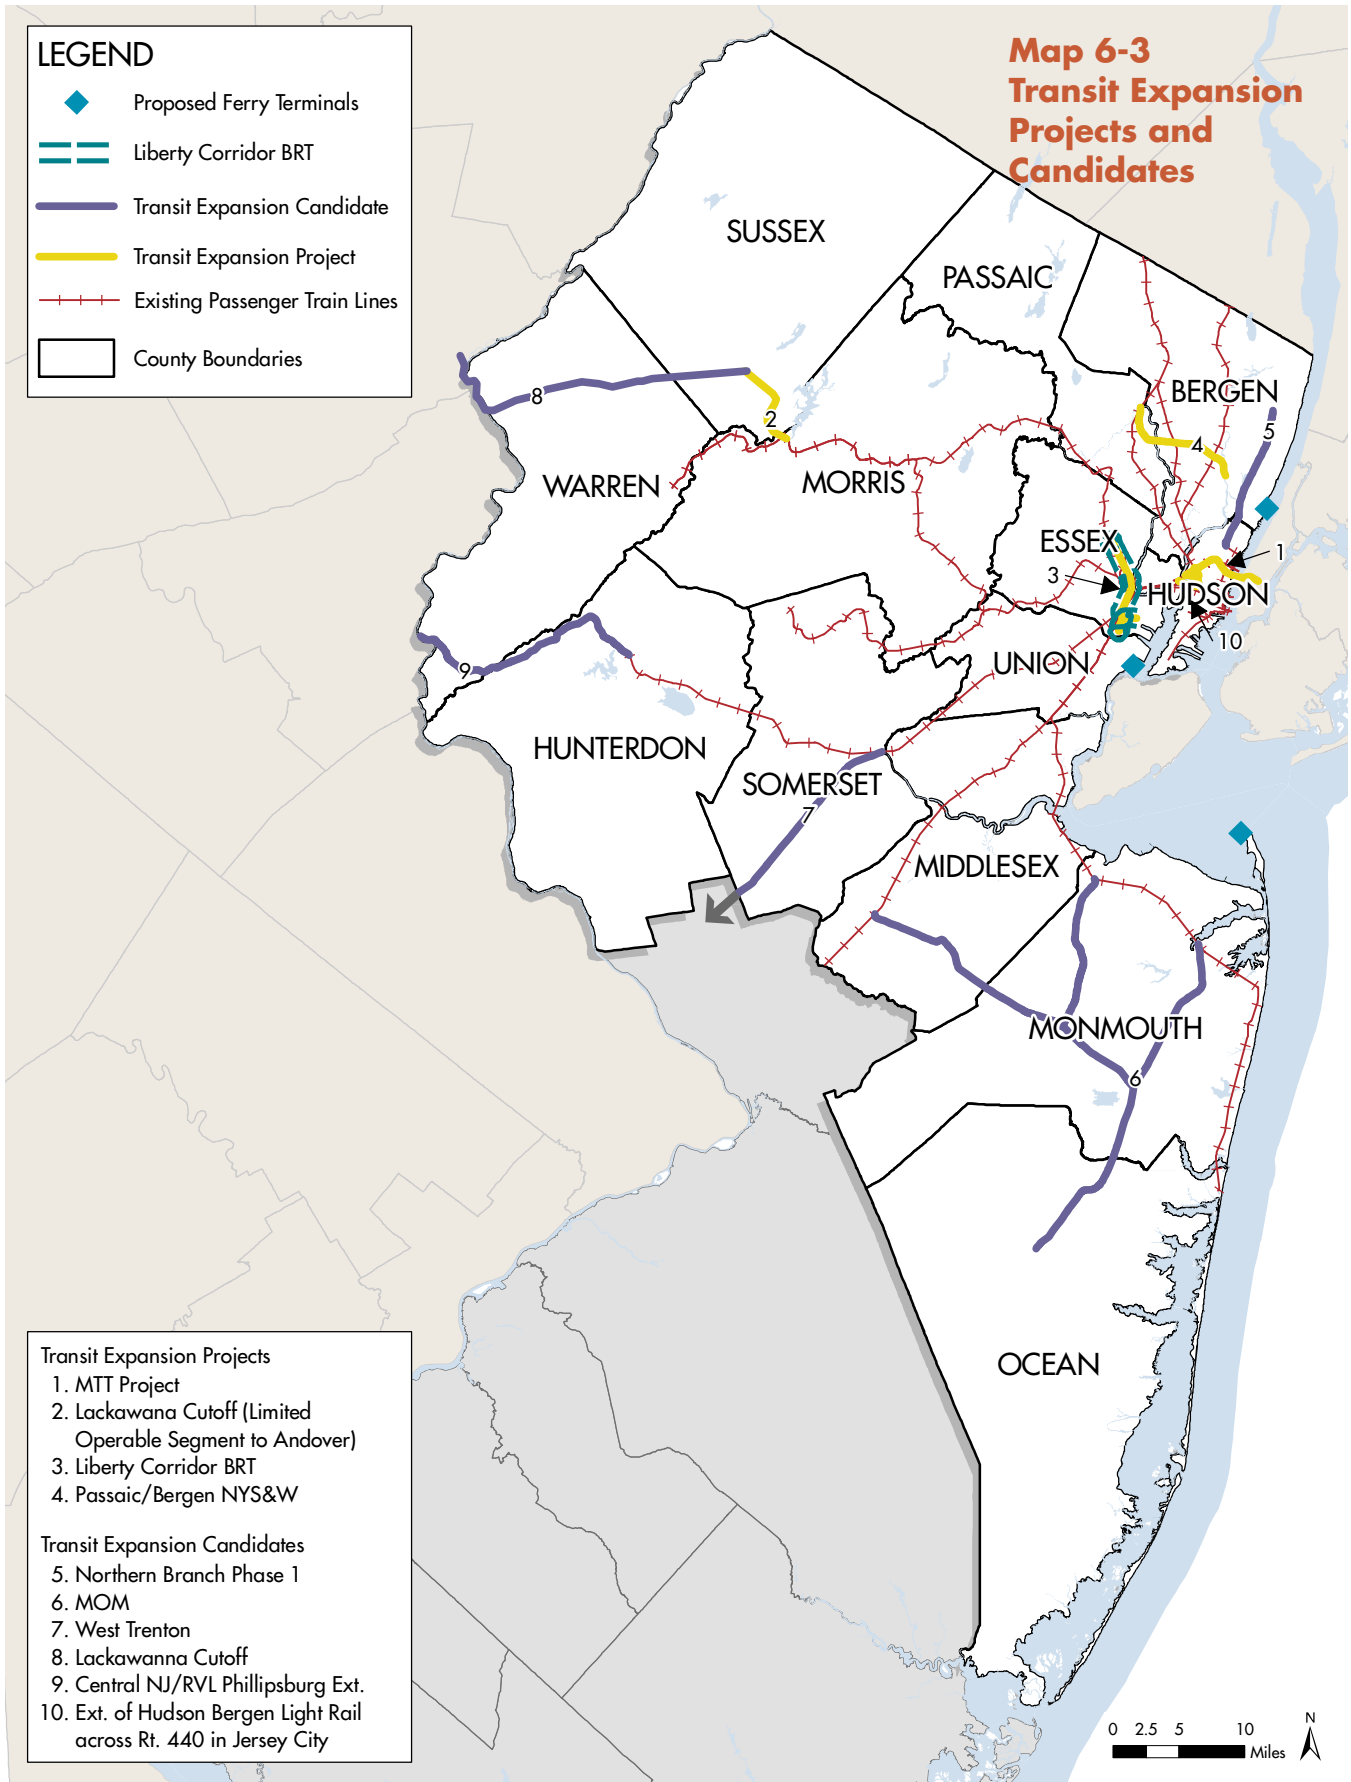 LEGEND
Proposed Ferry Terminals
Liberty Corridor BRT
Transit Expansion Candidate
Transit Expansion Project
Existing Passenger Train Lines
County Boundaries
Map 6-3
Transit Expansion
Projects and
Candidates
SUSSEX
PASSAIC
BERGEN
8
2
5
4
WARREN
MORRIS
ESSEX
1
3
HUDSON
10
UNION
9
HUNTERDON
SOMERSET
7
MIDDLESEX
MONMOUTH
6
OCEAN
Transit Expansion Projects
1. MTT Project
2. Lackawana Cutoff (Limited
Operable Segment to Andover)
3. Liberty Corridor BRT
4. Passaic/Bergen NYS&W
Transit Expansion Candidates
5. Northern Branch Phase 1
6. MOM
7. West Trenton
8. Lackawanna Cutoff
9. Central NJ/RVL Phillipsburg Ext.
10. Ext. of Hudson Bergen Light Rail
across Rt. 440 in Jersey City
0 2.5 5 10
Miles
N